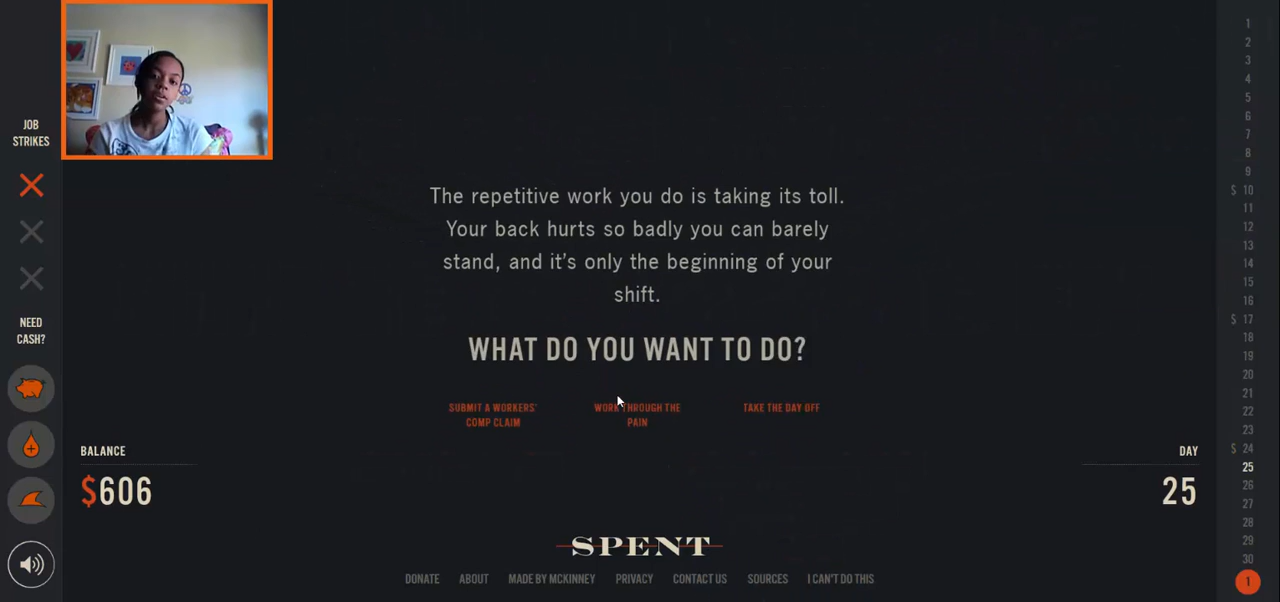 JOB
STRIKES
NEED
CASH?
The repetitive work you do is taking its toll.
Your back hurts so badly you can barely
stand, and it's only the beginning of your
shift.
WHAT DO YOU WANT TO DO?
SUBMIT A WORKERS'
COMP CLAIM
WORK THROUGH THE
PAIN
TAKE THE DAY OFF
BALANCE
$606
DAY
25
SPENT
DONATE
ABOUT
MADE BY MCKINNEY
PRIVACY
CONTACT US
SOURCES
I CAN'T DO THIS
1
2
3
4
5
6
7
8
9
$ 10
11
12
13
14
15
16
$ 17
18
19
20
21
22
23
$ 24
25
26
27
28
29
30
1